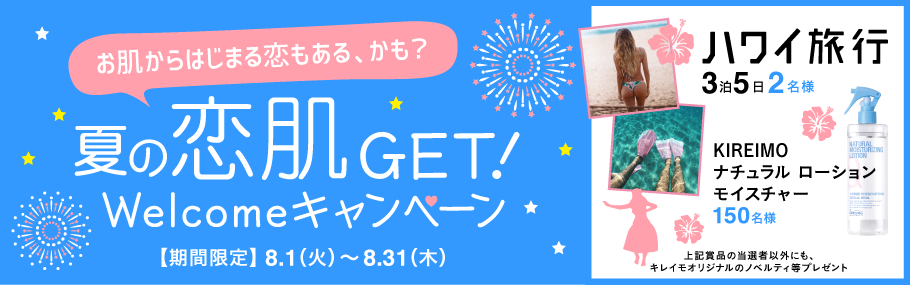 お肌からはじまる恋もある、かも?
夏の恋肌GET!
Welcomeキャンペーン
【期間限定】8.1(火)～8.31(木)
ハワイ旅行
3泊5日2名様
KIREIMO
ナチュラル ローション
モイスチャー
150名様
NATURAL
MOISTURIZING
LOTION
上記賞品の当選者以外にも、
キレイモオリジナルのノベルティ等プレゼント